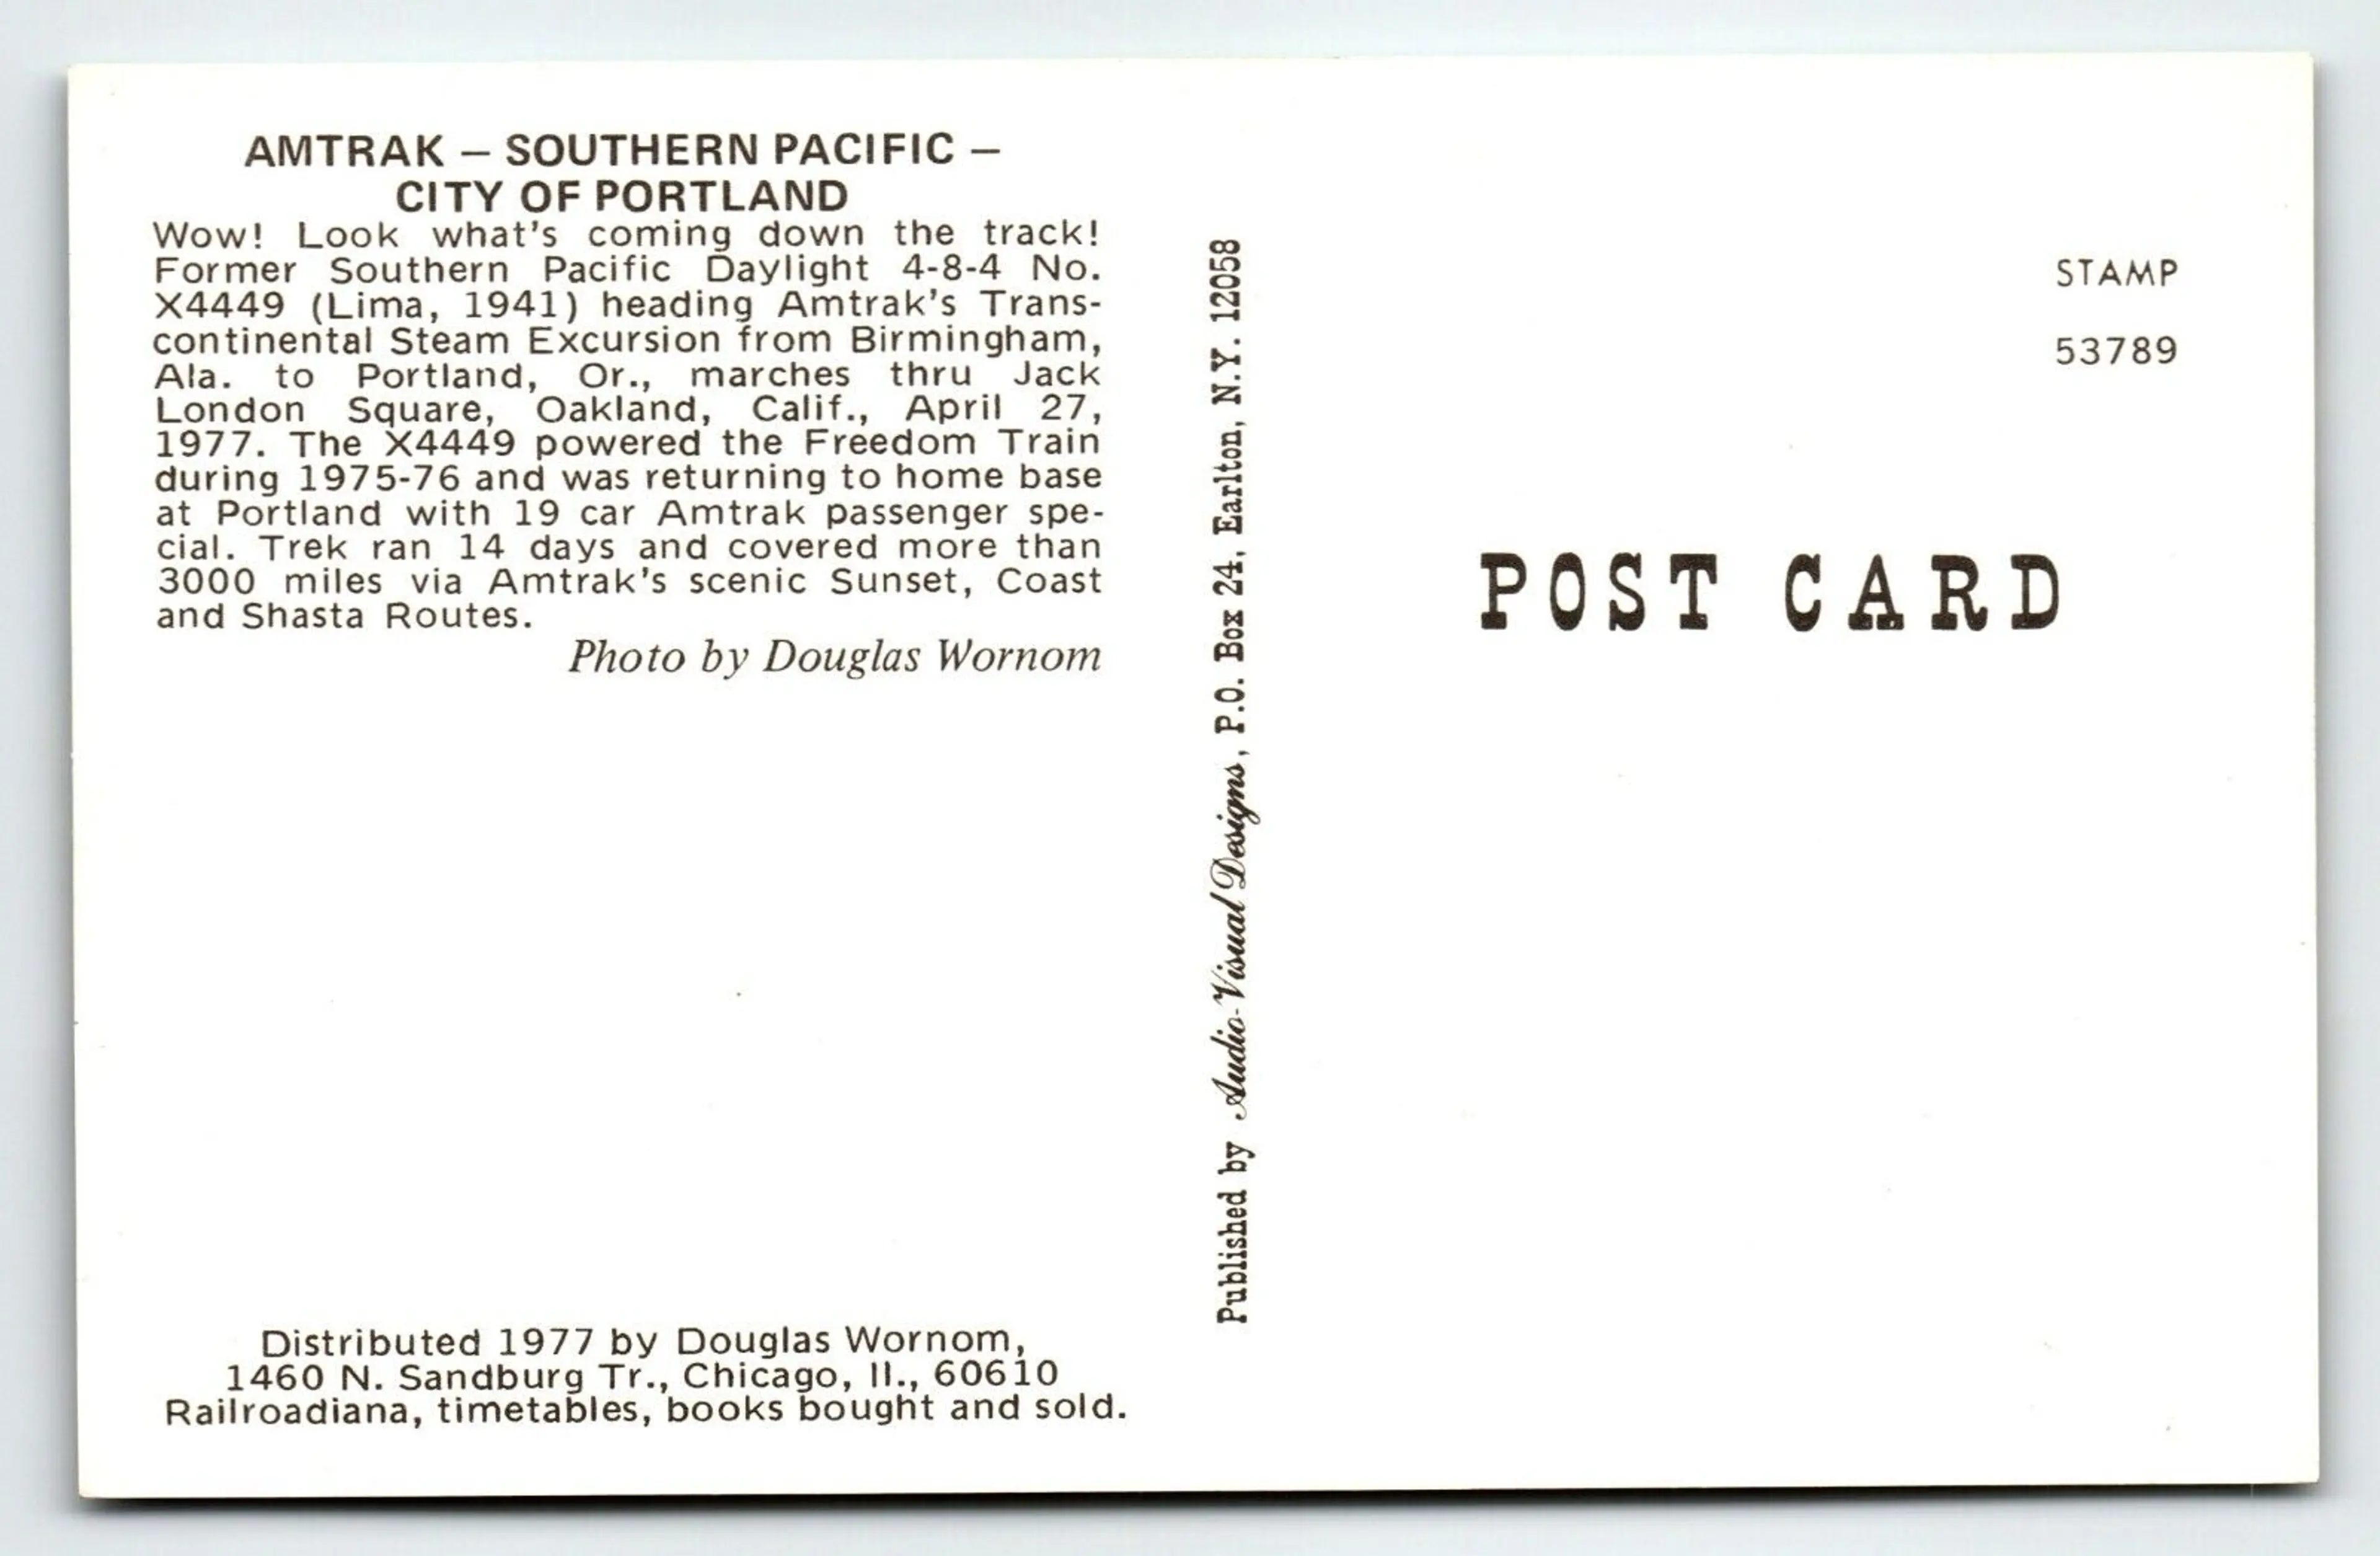 AMTRAK – SOUTHERN PACIFIC –
CITY OF PORTLAND
Wow! Look what's coming down the track!
Former Southern Pacific Daylight 4-8-4 No.
X4449 (Lima, 1941) heading Amtrak's Trans-
continental Steam Excursion from Birmingham,
Ala. to Portland, Or., marches thru Jack
London Square, Oakland, Calif., April 27,
1977. The X4449 powered the Freedom Train
during 1975-76 and was returning to home base
at Portland with 19 car Amtrak passenger spe-
cial. Trek ran 14 days and covered more than
3000 miles via Amtrak's scenic Sunset, Coast
and Shasta Routes.
Photo by Douglas Wornom
Distributed 1977 by Douglas Wornom,
1460 N. Sandburg Tr., Chicago, Il., 60610
Railroadiana, timetables, books bought and sold.
Published by Audio-Visual Designs, P.O. Box 24, Earlton, N.Y. 12058
STAMP
53789
POST CARD